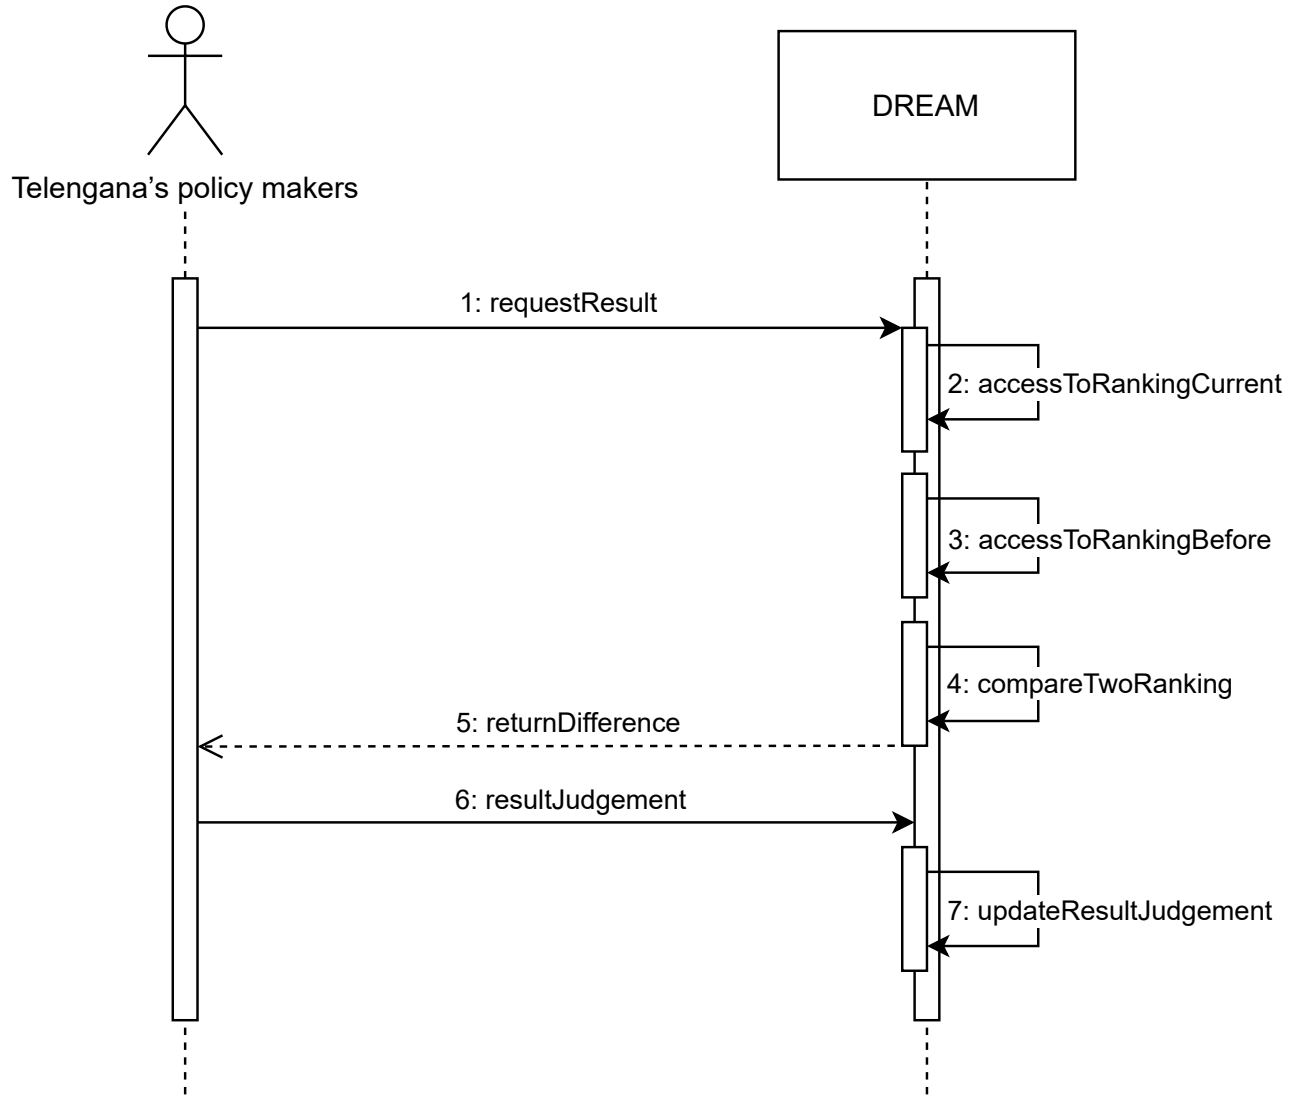 DREAM
Telengana’s policy makers
1: requestResult
2: accessToRankingCurrent
3: accessToRankingBefore
4: compareTwoRanking
5: returnDifference
6: resultJudgement
7: updateResultJudgement